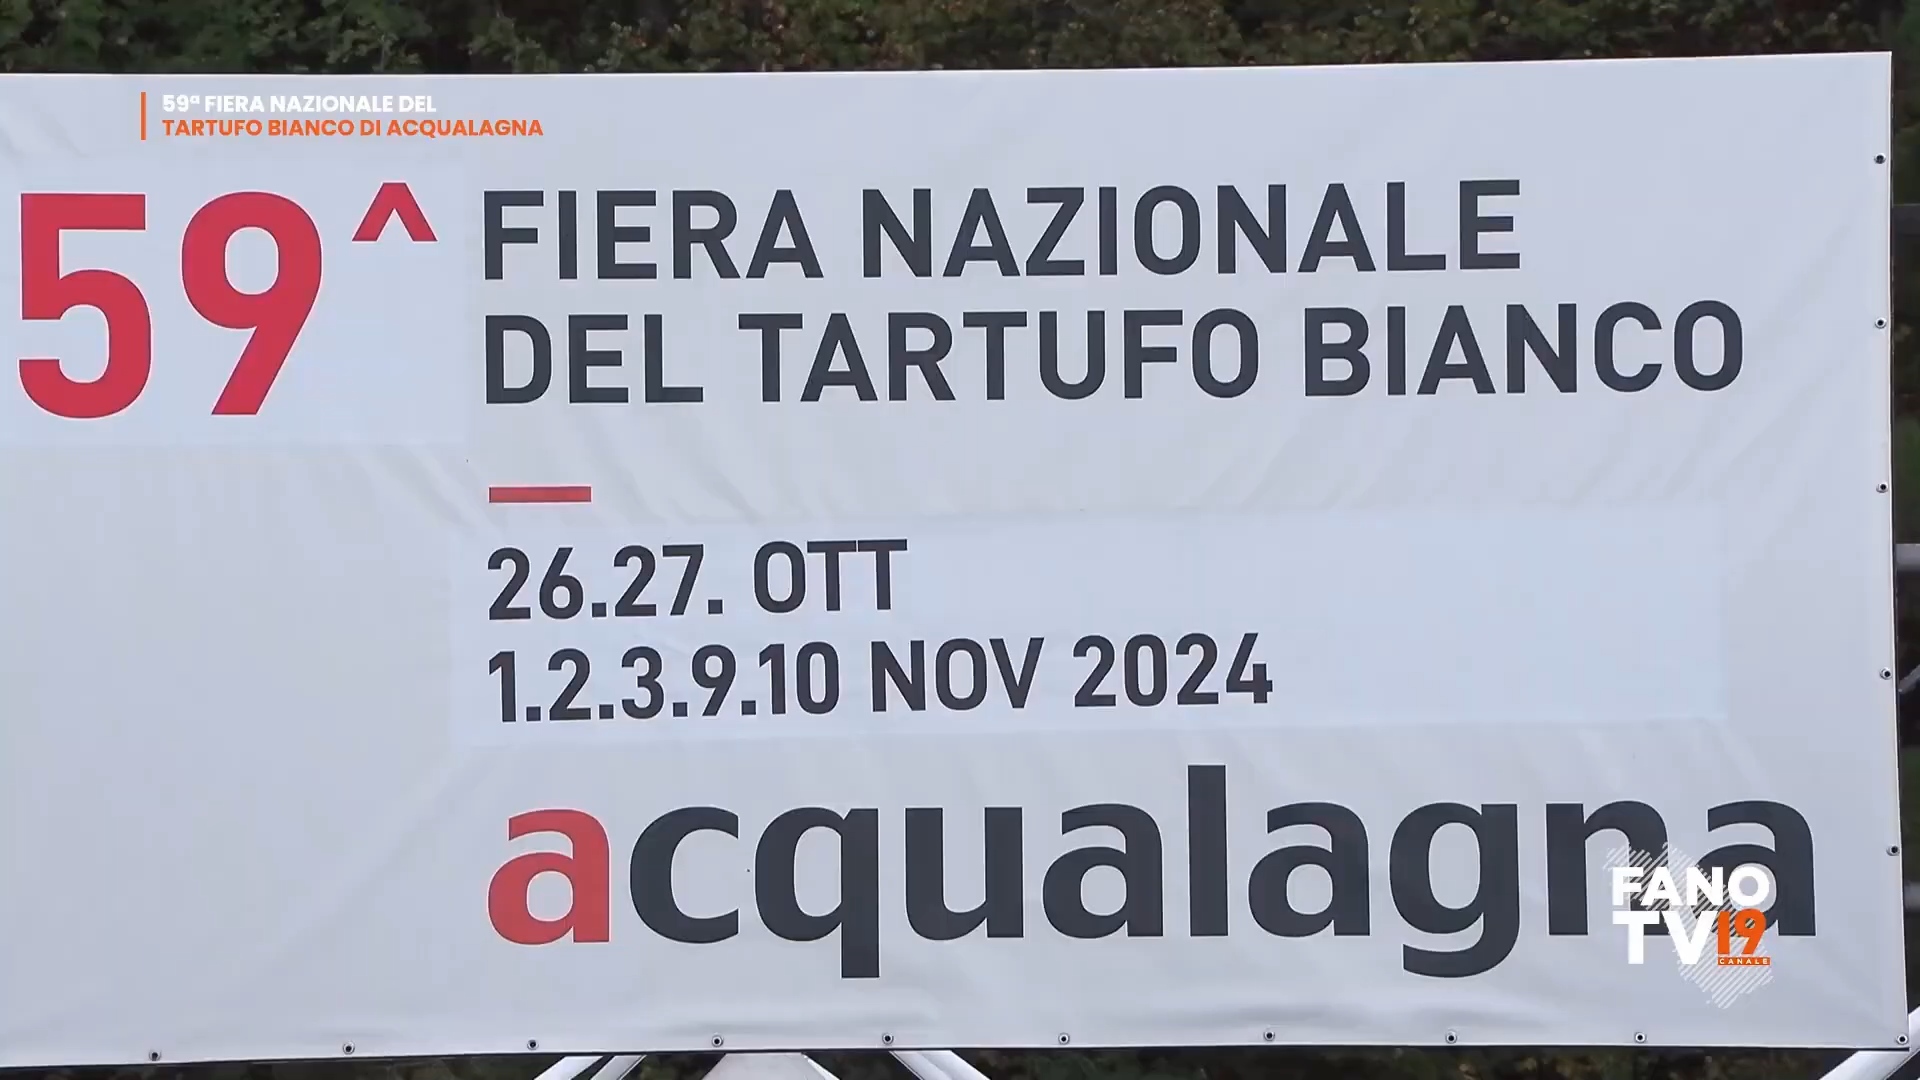 59ª FIERA NAZIONALE DEL
TARTUFO BIANCO DI ACQUALAGNA
59^ FIERA NAZIONALE
DEL TARTUFO BIANCO
26.27. OTT
1.2.3.9.10 NOV 2024
acqualagna
FANO
TV19
CANALE